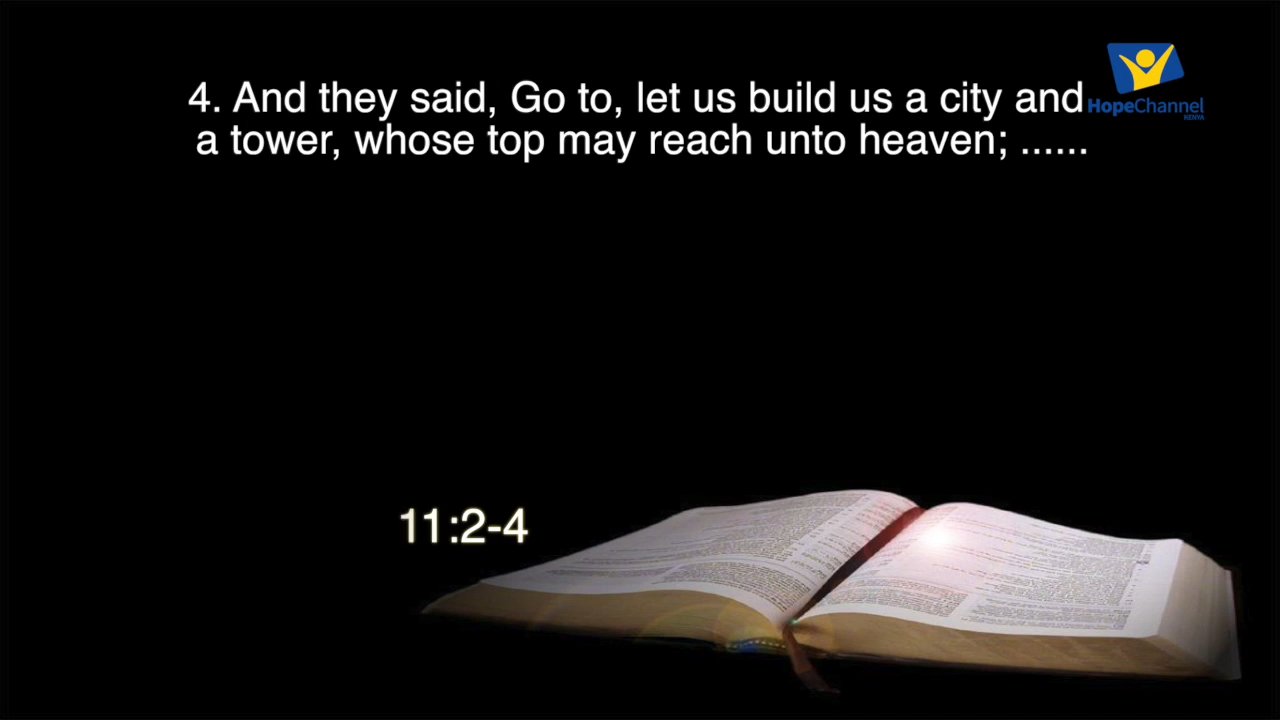 4. And they said, Go to, let us build us a city and
a tower, whose top may reach unto heaven; ......
HopeChannel
KENYA
11:2-4